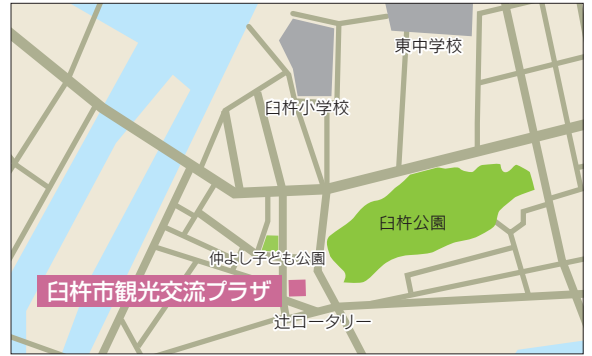 東中学校
臼杵小学校
臼杵公園
仲よし子ども公園
臼杵市観光交流プラザ
辻ロータリー